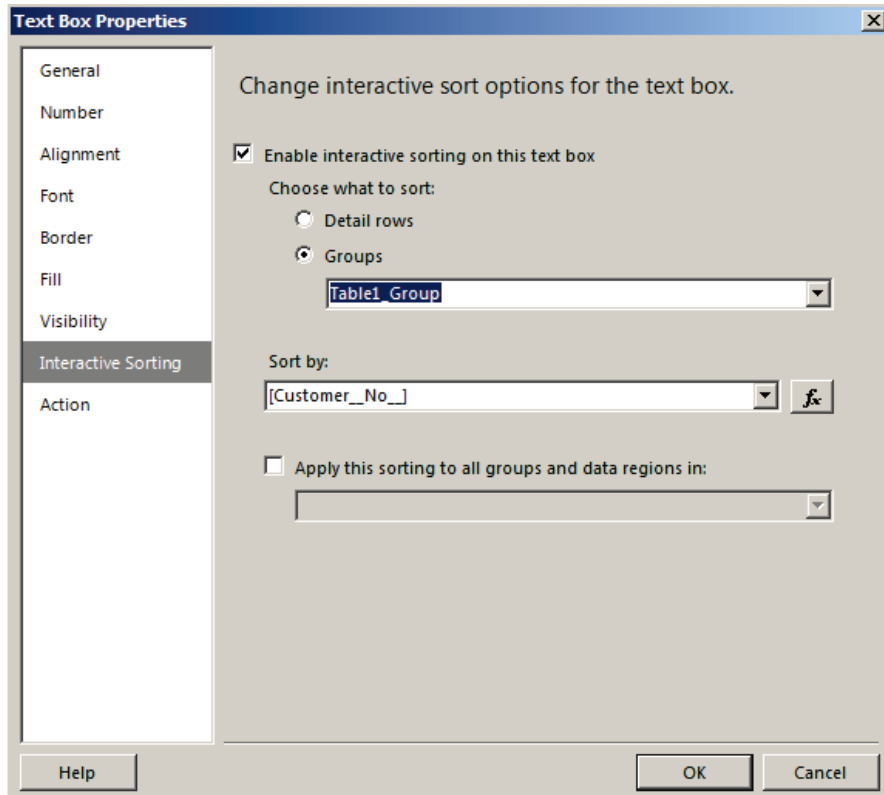 Text Box Properties
General
Number
Alignment
Font
Border
Fill
Visibility
Interactive Sorting
Action
Change interactive sort options for the text box.
Enable interactive sorting on this text box
Choose what to sort:
Detail rows
Groups
Table1_Group
Sort by:
[Customer__No__]
fx
Apply this sorting to all groups and data regions in:
Help
OK
Cancel